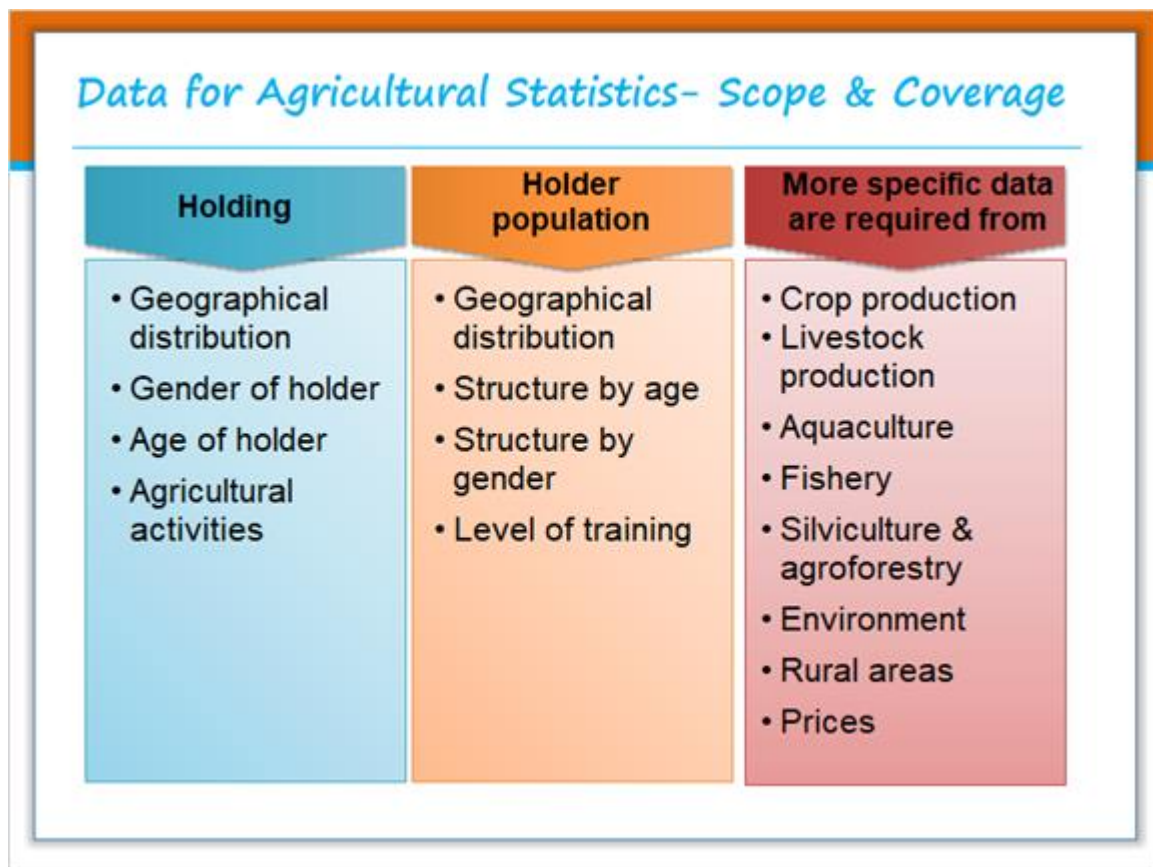 Data for Agricultural Statistics- Scope & Coverage
Holding
• Geographical
distribution
• Gender of holder
• Age of holder
• Agricultural
activities
Holder
population
• Geographical
distribution
• Structure by age
• Structure by
gender
• Level of training
More specific data
are required from
• Crop production
• Livestock
production
• Aquaculture
• Fishery
• Silviculture &
agroforestry
• Environment
• Rural areas
• Prices